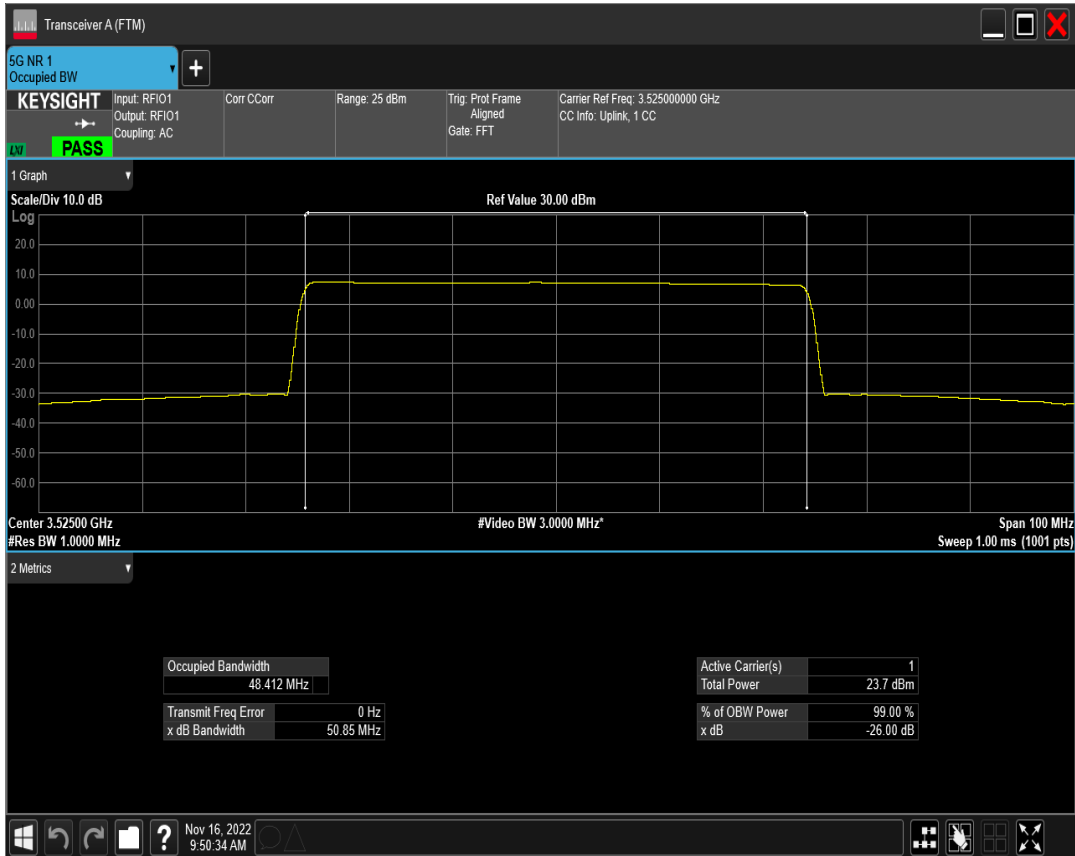 Transceiver A (FTM)
5G NR 1
Occupied BW
+
KEYSIGHT
LXI
PASS
Input: RFIO1
Output: RFIO1
Coupling: AC
Corr CCorr
Range: 25 dBm
Trig: Prot Frame
Aligned
Gate: FFT
Carrier Ref Freq: 3.525000000 GHz
CC Info: Uplink, 1 CC
1 Graph
Scale/Div 10.0 dB
Ref Value 30.00 dBm
Log
20.0
10.0
0.00
-10.0
-20.0
-30.0
-40.0
-50.0
-60.0
Center 3.52500 GHz
#Video BW 3.0000 MHz*
Span 100 MHz
#Res BW 1.0000 MHz
Sweep 1.00 ms (1001 pts)
2 Metrics
Occupied Bandwidth
48.412 MHz
Transmit Freq Error 0 Hz
x dB Bandwidth 50.85 MHz
Active Carrier(s) 1
Total Power 23.7 dBm
% of OBW Power 99.00 %
x dB -26.00 dB
?
Nov 16, 2022
9:50:34 AM